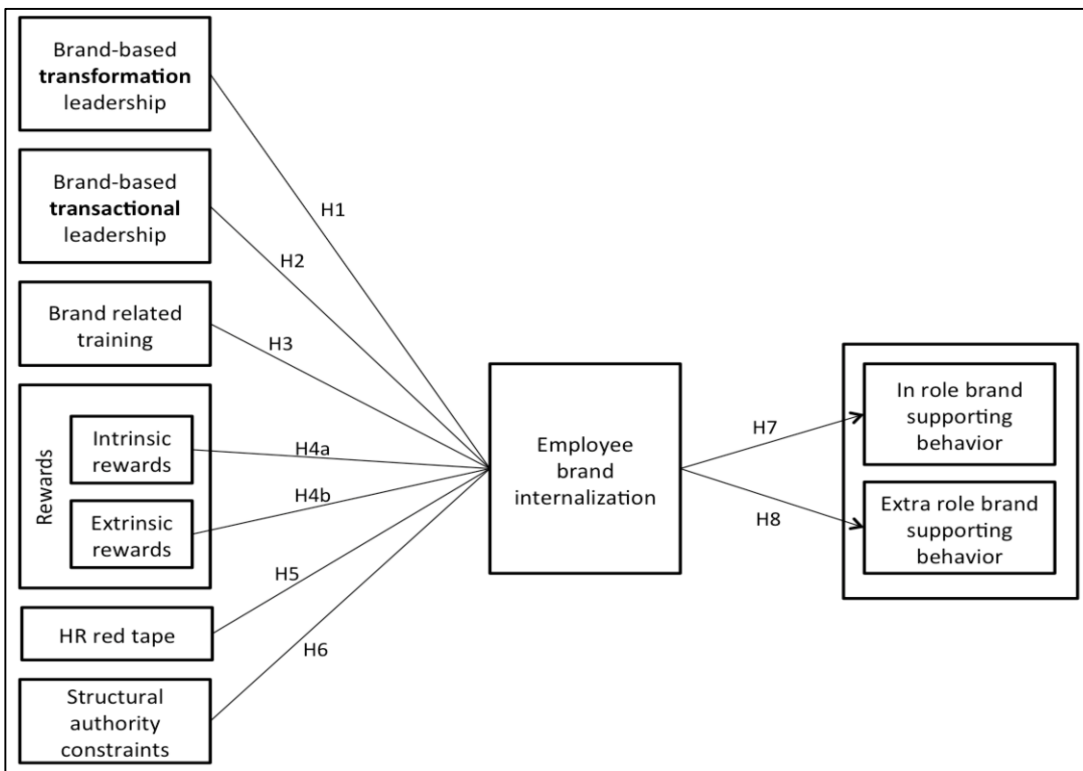 Brand-based
transformation
leadership
Brand-based
transactional
leadership
Brand related
training
Rewards
Intrinsic
rewards
Extrinsic
rewards
HR red tape
Structural
authority
constraints
H1
H2
H3
H4a
H4b
H5
H6
Employee
brand
internalization
H7
H8
In role brand
supporting
behavior
Extra role brand
supporting
behavior